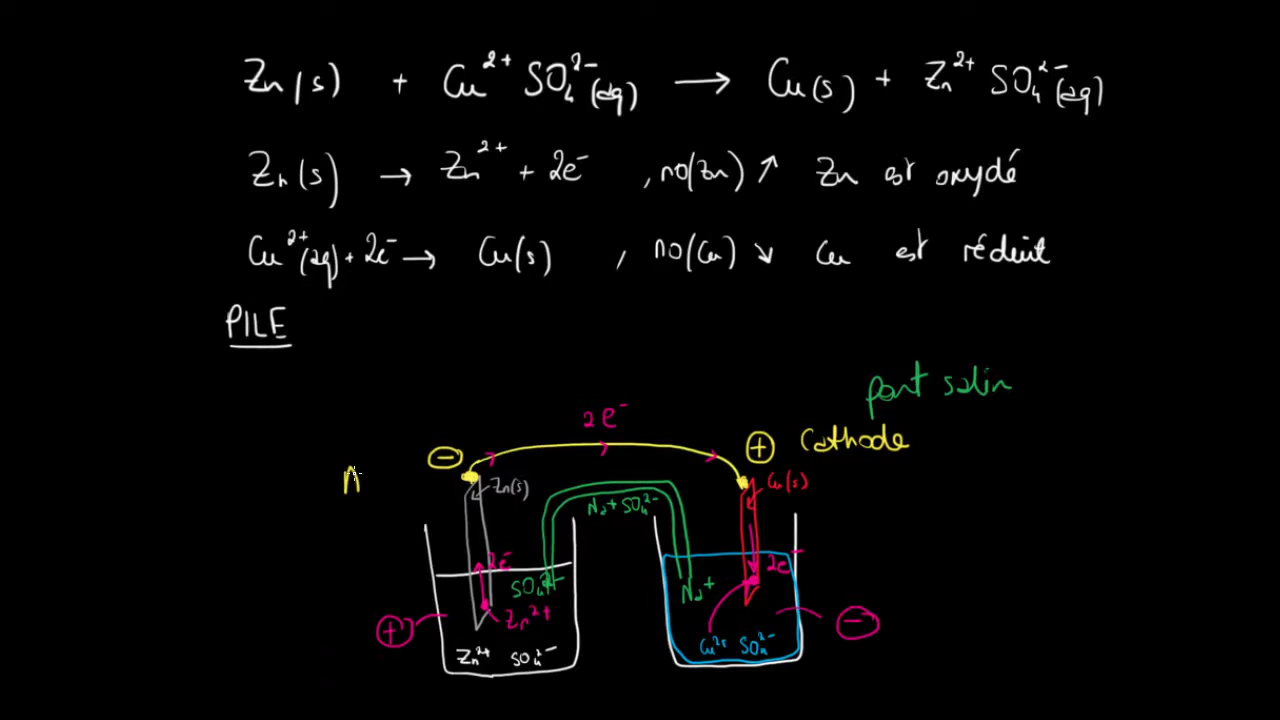 Zn(s) + Cu²⁺ SO₄²⁻(aq) → Cu(s) + Zn²⁺ SO₄²⁻(aq)
Zn(s) → Zn²⁺ + 2e⁻ , no(Zn) ↑ Zn est oxydé
Cu²⁺(aq) + 2e⁻ → Cu(s) , no(Cu) ↘ Cu est réduit
PILE
pont salin
2e⁻
− + cathode
Zn(s) Cu(s)
Na⁺ SO₄²⁻
2e⁻ 2e⁻
SO₄²⁻ Na⁺
Zn²⁺
+ −
Zn²⁺ SO₄²⁻ Cu²⁺ SO₄²⁻